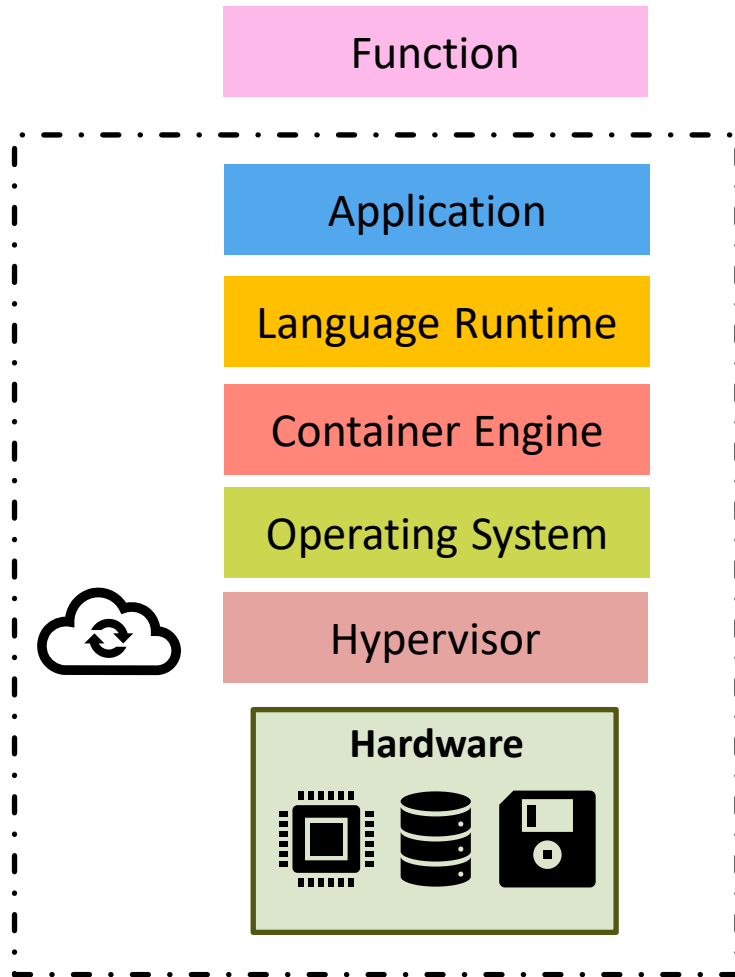 Function
Application
Language Runtime
Container Engine
Operating System
Hypervisor
Hardware